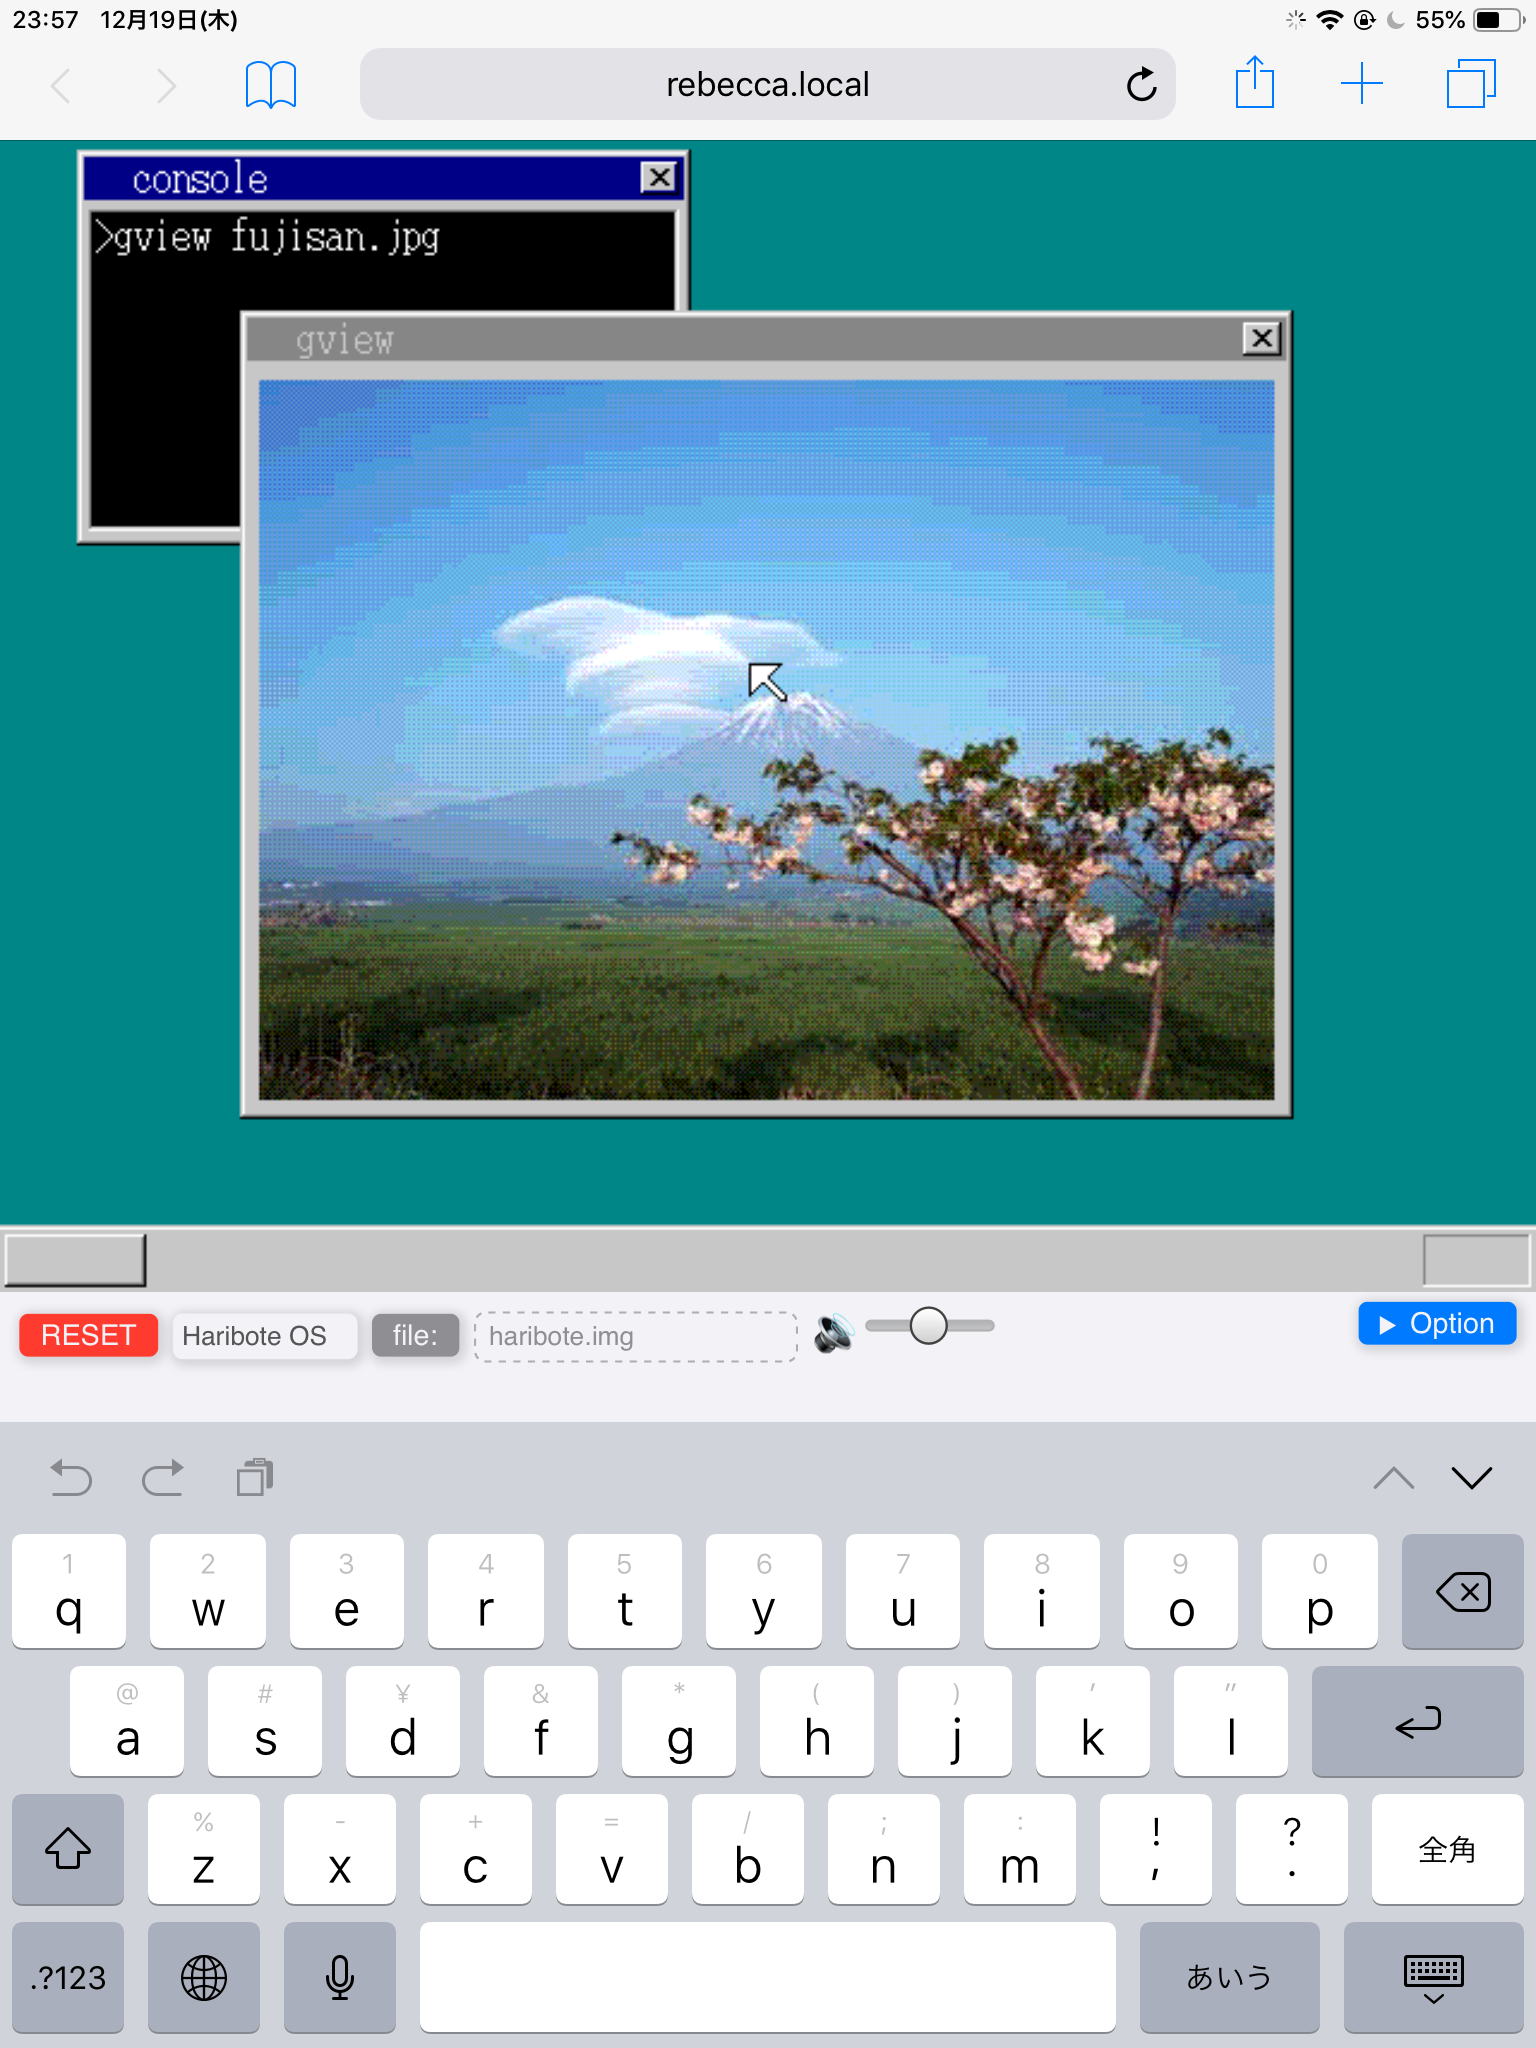 23:57 12月19日(木) 55%
rebecca.local
console
>gview fujisan.jpg
gview
RESET Haribote OS file: haribote.img ▶ Option
1 2 3 4 5 6 7 8 9 0
q w e r t y u i o p
@ # ¥ & * ( ) ' "
a s d f g h j k l
% - + = / ; : ! ?
z x c v b n m , . 全角
.?123 あいう